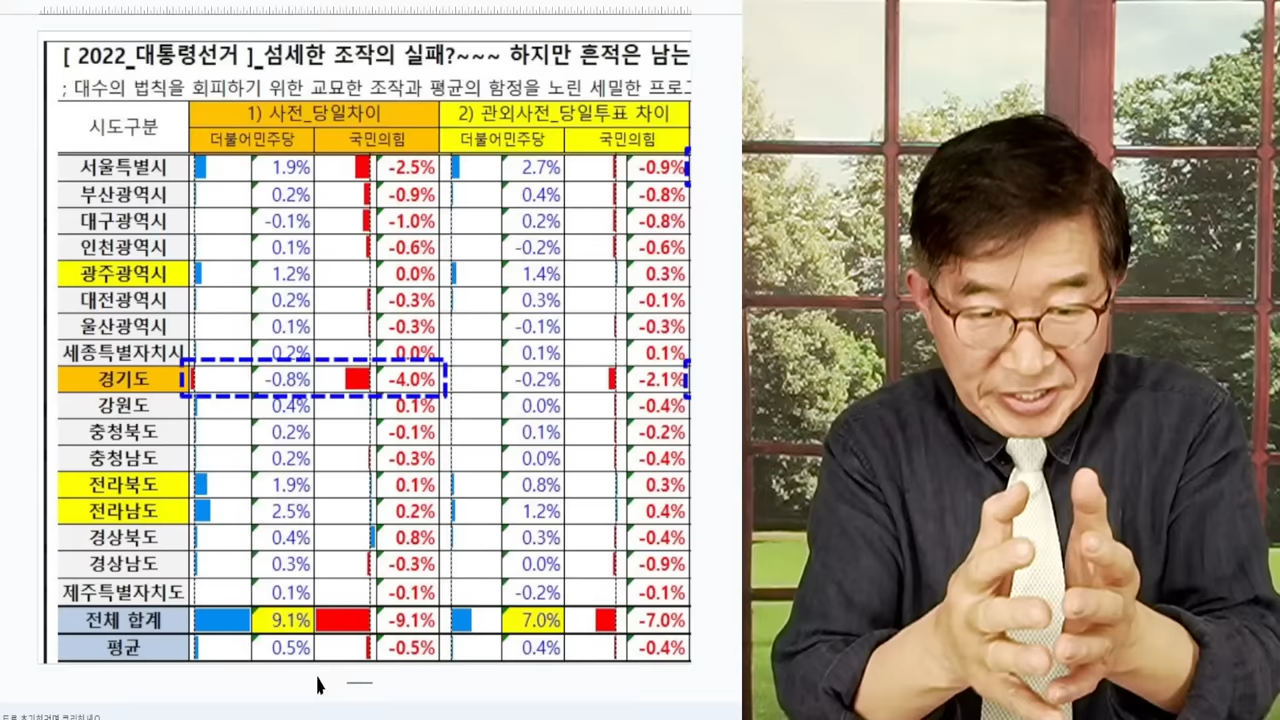 [ 2022_대통령선거 ]_섬세한 조작의 실패?~~~ 하지만 흔적은 남는
; 대수의 법칙을 회피하기 위한 교묘한 조작과 평균의 함정을 노린 세밀한 프로
시도구분 1) 사전_당일차이 2) 관외사전_당일투표 차이
더불어민주당 국민의힘 더불어민주당 국민의힘
서울특별시 1.9% -2.5% 2.7% -0.9%
부산광역시 0.2% -0.9% 0.4% -0.8%
대구광역시 -0.1% -1.0% 0.2% -0.8%
인천광역시 0.1% -0.6% -0.2% -0.6%
광주광역시 1.2% 0.0% 1.4% 0.3%
대전광역시 0.2% -0.3% 0.3% -0.1%
울산광역시 0.1% -0.3% -0.1% -0.3%
세종특별자치시 0.2% 0.0% 0.1% 0.1%
경기도 -0.8% -4.0% -0.2% -2.1%
강원도 0.4% 0.1% 0.0% -0.4%
충청북도 0.2% -0.1% 0.1% -0.2%
충청남도 0.2% -0.3% 0.0% -0.4%
전라북도 1.9% 0.1% 0.8% 0.3%
전라남도 2.5% 0.2% 1.2% 0.4%
경상북도 0.4% 0.8% 0.3% -0.4%
경상남도 0.3% -0.3% 0.0% -0.9%
제주특별자치도 0.1% -0.1% -0.2% -0.1%
전체 합계 9.1% -9.1% 7.0% -7.0%
평균 0.5% -0.5% 0.4% -0.4%